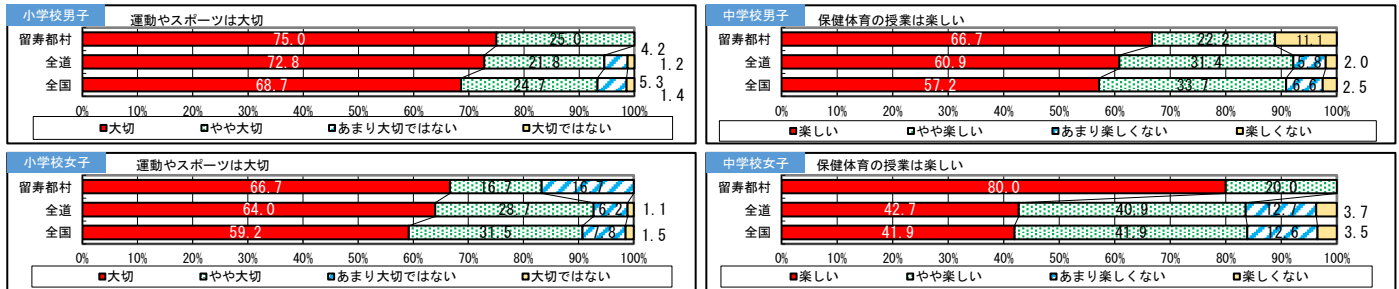 小学校男子 運動やスポーツは大切
留寿都村 75.0 25.0
全道 72.8 21.8 4.2 1.2
全国 68.7 24.7 5.3 1.4
0% 10% 20% 30% 40% 50% 60% 70% 80% 90% 100%
大切 やや大切 あまり大切ではない 大切ではない
中学校男子 保健体育の授業は楽しい
留寿都村 66.7 22.2 11.1
全道 60.9 31.4 5.8 2.0
全国 57.2 33.7 6.6 2.5
0% 10% 20% 30% 40% 50% 60% 70% 80% 90% 100%
楽しい やや楽しい あまり楽しくない 楽しくない
小学校女子 運動やスポーツは大切
留寿都村 66.7 16.7 16.7
全道 64.0 28.7 6.2 1.1
全国 59.2 31.5 7.8 1.5
0% 10% 20% 30% 40% 50% 60% 70% 80% 90% 100%
大切 やや大切 あまり大切ではない 大切ではない
中学校女子 保健体育の授業は楽しい
留寿都村 80.0 20.0
全道 42.7 40.9 12.7 3.7
全国 41.9 41.9 12.6 3.5
0% 10% 20% 30% 40% 50% 60% 70% 80% 90% 100%
楽しい やや楽しい あまり楽しくない 楽しくない